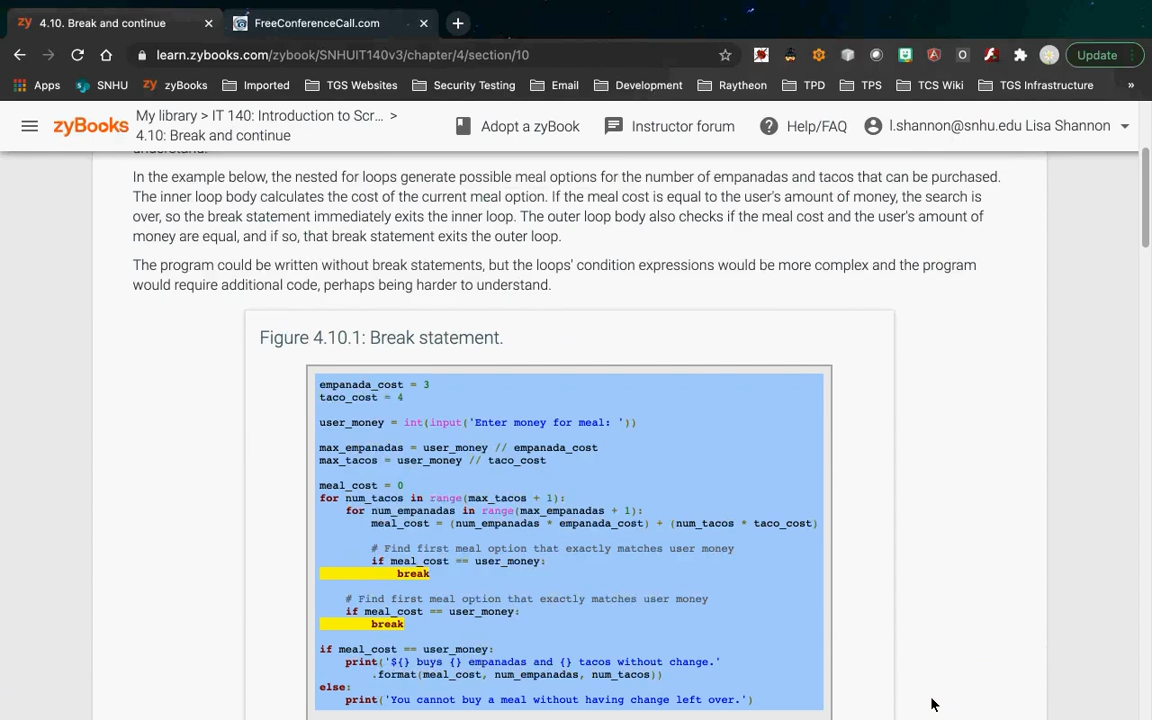 4.10. Break and continue
FreeConferenceCall.com
learn.zybooks.com/zybook/SNHUIT140v3/chapter/4/section/10
Update
Apps SNHU zyBooks Imported TGS Websites Security Testing Email Development Raytheon TPD TPS TCS Wiki TGS Infrastructure »
zyBooks
My library > IT 140: Introduction to Scr... >
4.10: Break and continue
Adopt a zyBook
Instructor forum
Help/FAQ
l.shannon@snhu.edu Lisa Shannon
understand.
In the example below, the nested for loops generate possible meal options for the number of empanadas and tacos that can be purchased.
The inner loop body calculates the cost of the current meal option. If the meal cost is equal to the user's amount of money, the search is
over, so the break statement immediately exits the inner loop. The outer loop body also checks if the meal cost and the user's amount of
money are equal, and if so, that break statement exits the outer loop.
The program could be written without break statements, but the loops' condition expressions would be more complex and the program
would require additional code, perhaps being harder to understand.
Figure 4.10.1: Break statement.
empanada_cost = 3
taco_cost = 4
user_money = int(input('Enter money for meal: '))
max_empanadas = user_money // empanada_cost
max_tacos = user_money // taco_cost
meal_cost = 0
for num_tacos in range(max_tacos + 1):
for num_empanadas in range(max_empanadas + 1):
meal_cost = (num_empanadas * empanada_cost) + (num_tacos * taco_cost)
# Find first meal option that exactly matches user money
if meal_cost == user_money:
break
# Find first meal option that exactly matches user money
if meal_cost == user_money:
break
if meal_cost == user_money:
print('${} buys {} empanadas and {} tacos without change.'
.format(meal_cost, num_empanadas, num_tacos))
else:
print('You cannot buy a meal without having change left over.')